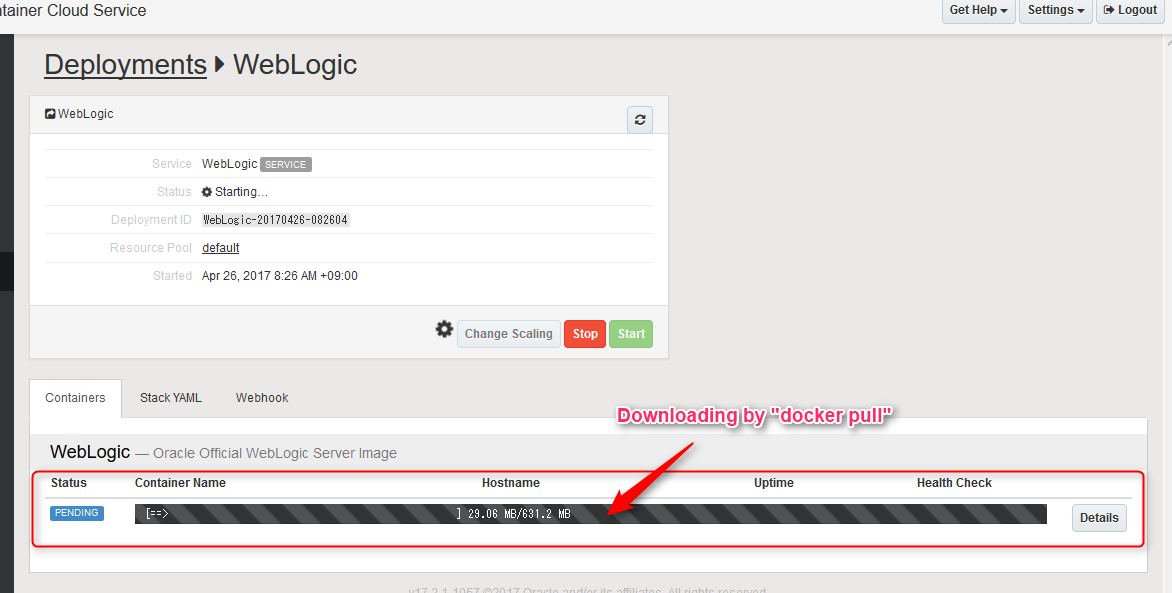 tainer Cloud Service
Get Help
Settings
Logout
Deployments WebLogic
WebLogic
Service WebLogic SERVICE
Status Starting...
Deployment ID WebLogic-20170426-082604
Resource Pool default
Started Apr 26, 2017 8:26 AM +09:00
Change Scaling Stop Start
Containers Stack YAML Webhook
Downloading by "docker pull"
WebLogic — Oracle Official WebLogic Server Image
Status Container Name Hostname Uptime Health Check
PENDING [==> ] 29.06 MB/631.2 MB Details
v17.2.1-1057 ©2017 Oracle and/or its affiliates. All rights reserved.